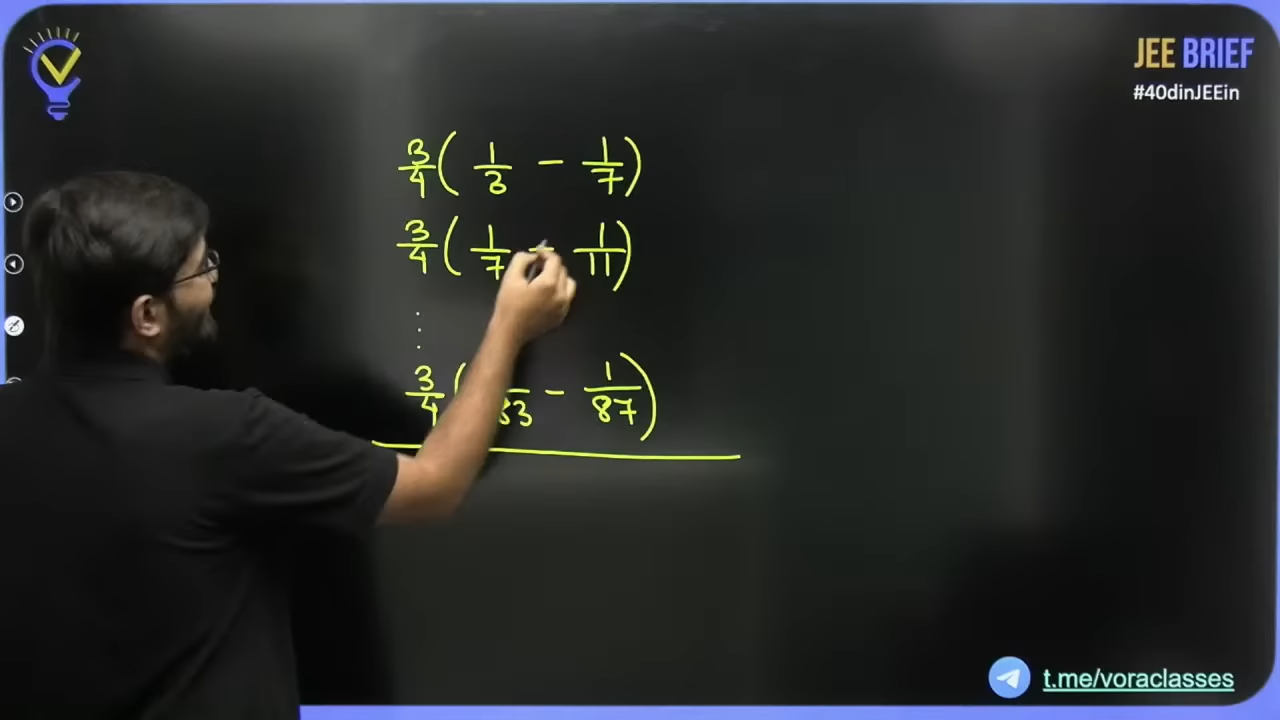 JEE BRIEF
#40dinJEEin
3/4 ( 1/3 - 1/7 )
3/4 ( 1/7 - 1/11 )
⋮
3/4 ( /83 - 1/87 )
t.me/voraclasses